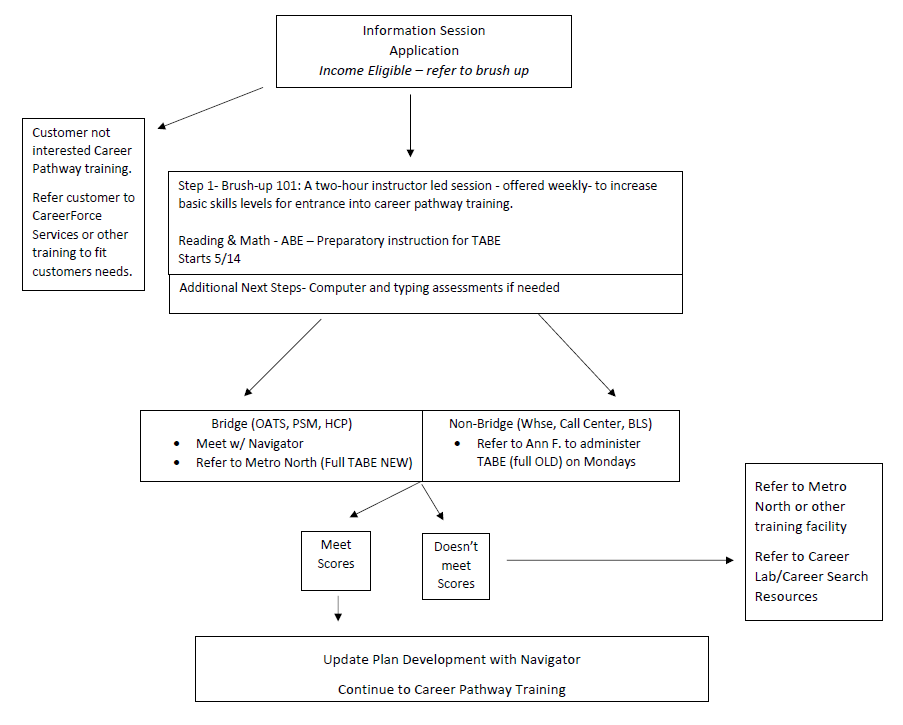 Information Session
Application
Income Eligible – refer to brush up
Customer not
interested Career
Pathway training.
Refer customer to
CareerForce
Services or other
training to fit
customers needs.
Step 1- Brush-up 101: A two-hour instructor led session - offered weekly- to increase
basic skills levels for entrance into career pathway training.
Reading & Math - ABE – Preparatory instruction for TABE
Starts 5/14
Additional Next Steps- Computer and typing assessments if needed
Bridge (OATS, PSM, HCP)
• Meet w/ Navigator
• Refer to Metro North (Full TABE NEW)
Non-Bridge (Whse, Call Center, BLS)
• Refer to Ann F. to administer
TABE (full OLD) on Mondays
Meet
Scores
Doesn’t
meet
Scores
Refer to Metro
North or other
training facility
Refer to Career
Lab/Career Search
Resources
Update Plan Development with Navigator
Continue to Career Pathway Training